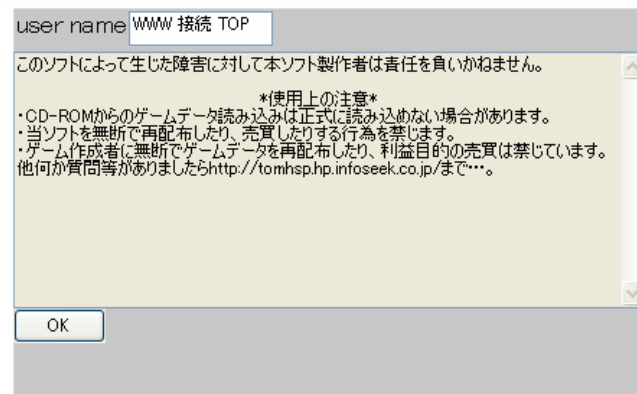 user name WWW 接続 TOP
このソフトによって生じた障害に対して本ソフト製作者は責任を負いかねません。
*使用上の注意*
・CD-ROMからのゲームデータ読み込みは正式に読み込めない場合があります。
・当ソフトを無断で再配布したり、売買したりする行為を禁じます。
・ゲーム作成者に無断でゲームデータを再配布したり、利益目的の売買は禁じています。
他何か質問等がありましたらhttp://tomhsp.hp.infoseek.co.jp/まで…。
OK